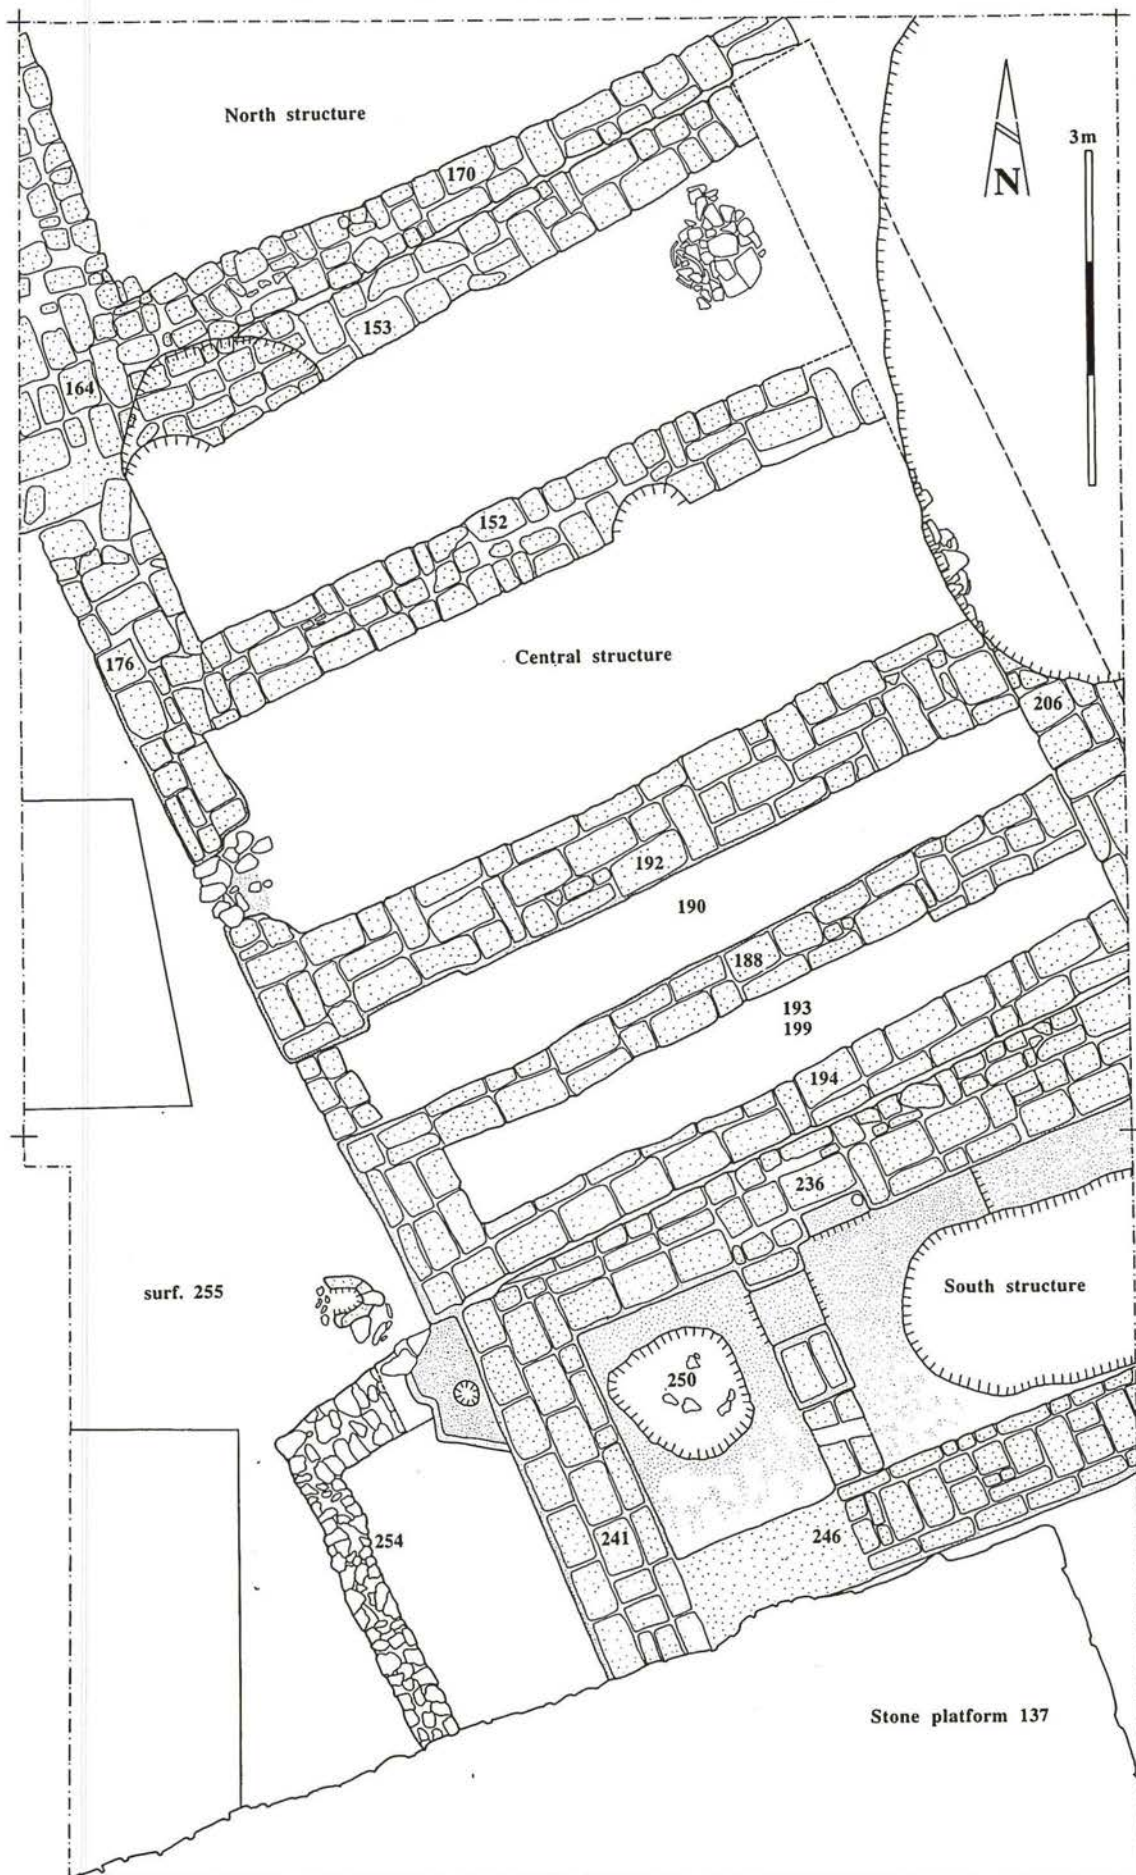 North structure
3m
170
N
153
164
152
Central structure
176
206
192
190
188
193
199
194
236
surf. 255
South structure
250
254
241
246
Stone platform 137